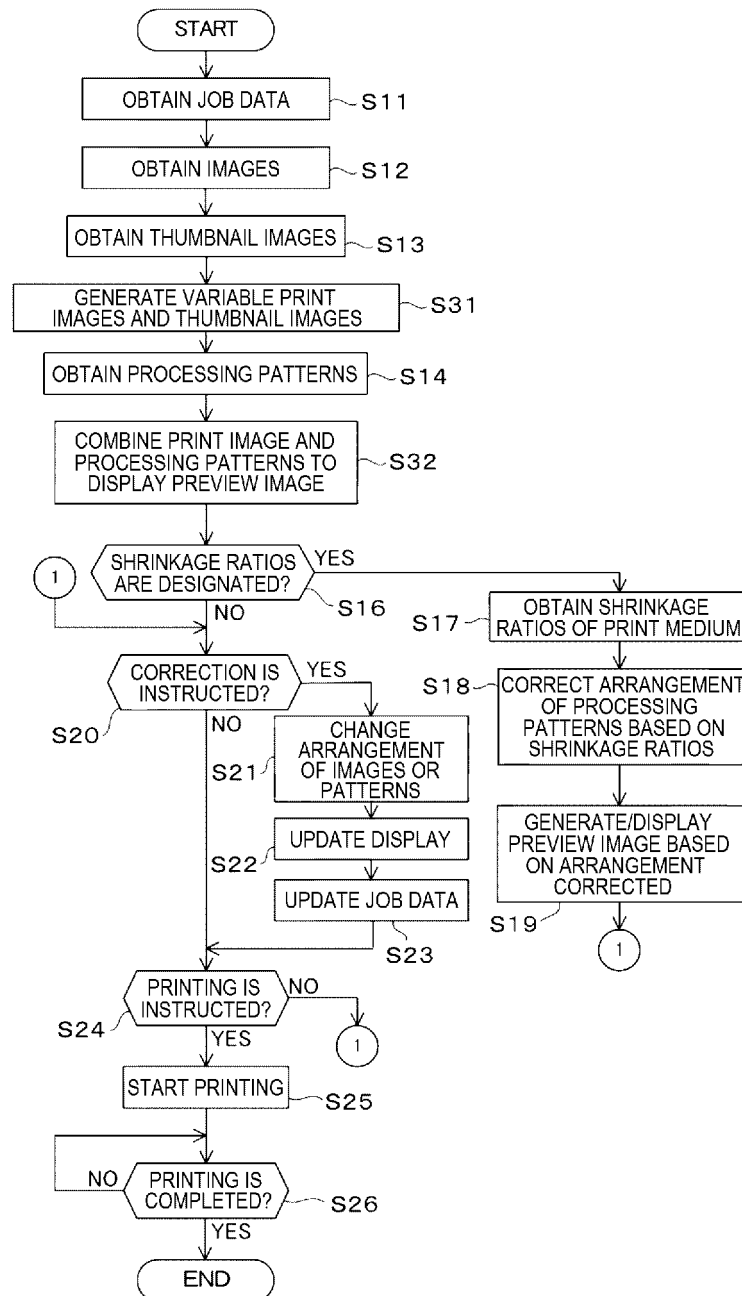 START
OBTAIN JOB DATA
S11
OBTAIN IMAGES
S12
OBTAIN THUMBNAIL IMAGES
S13
GENERATE VARIABLE PRINT
IMAGES AND THUMBNAIL IMAGES
S31
OBTAIN PROCESSING PATTERNS
S14
COMBINE PRINT IMAGE AND
PROCESSING PATTERNS TO
DISPLAY PREVIEW IMAGE
S32
1
SHRINKAGE RATIOS
ARE DESIGNATED?
YES
S16
NO
S17
OBTAIN SHRINKAGE
RATIOS OF PRINT MEDIUM
S18
CORRECT ARRANGEMENT
OF PROCESSING
PATTERNS BASED ON
SHRINKAGE RATIOS
GENERATE/DISPLAY
PREVIEW IMAGE BASED
ON ARRANGEMENT
CORRECTED
S19
1
CORRECTION IS
INSTRUCTED?
YES
S20
NO
S21
CHANGE
ARRANGEMENT
OF IMAGES OR
PATTERNS
UPDATE DISPLAY
S22
UPDATE JOB DATA
S23
PRINTING IS
INSTRUCTED?
NO
S24
YES
1
START PRINTING
S25
NO
PRINTING IS
COMPLETED?
S26
YES
END